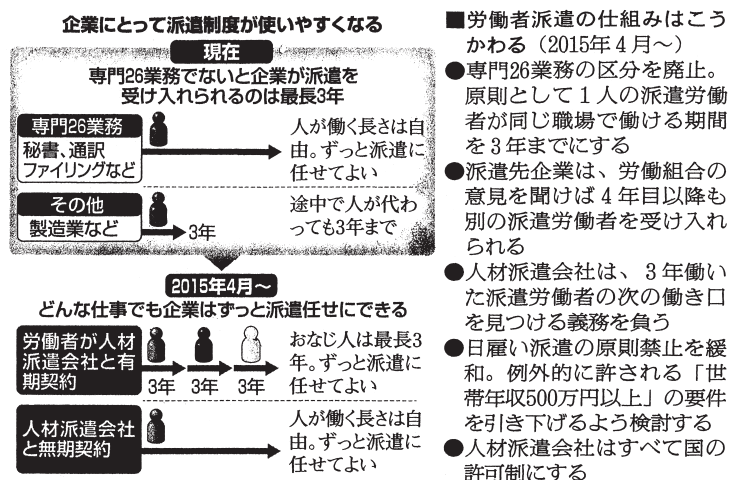 企業にとって派遣制度が使いやすくなる
現在
専門26業務でないと企業が派遣を
受け入れられるのは最長3年
専門26業務
秘書、通訳
ファイリングなど
人が働く長さは自
由。ずっと派遣に
任せてよい
その他
製造業など
3年
途中で人が代わ
っても3年まで
2015年4月～
どんな仕事でも企業はずっと派遣任せにできる
労働者が人材
派遣会社と有
期契約
3年 3年 3年
おなじ人は最長3
年。ずっと派遣に
任せてよい
人材派遣会社
と無期契約
人が働く長さは自
由。ずっと派遣に
任せてよい
■労働者派遣の仕組みはこう
かわる（2015年4月～）
●専門26業務の区分を廃止。
原則として1人の派遣労働
者が同じ職場で働ける期間
を3年までにする
●派遣先企業は、労働組合の
意見を聞けば4年目以降も
別の派遣労働者を受け入れ
られる
●人材派遣会社は、3年働い
た派遣労働者の次の働き口
を見つける義務を負う
●日雇い派遣の原則禁止を緩
和。例外的に許される「世
帯年収500万円以上」の要件
を引き下げるよう検討する
●人材派遣会社はすべて国の
許可制にする